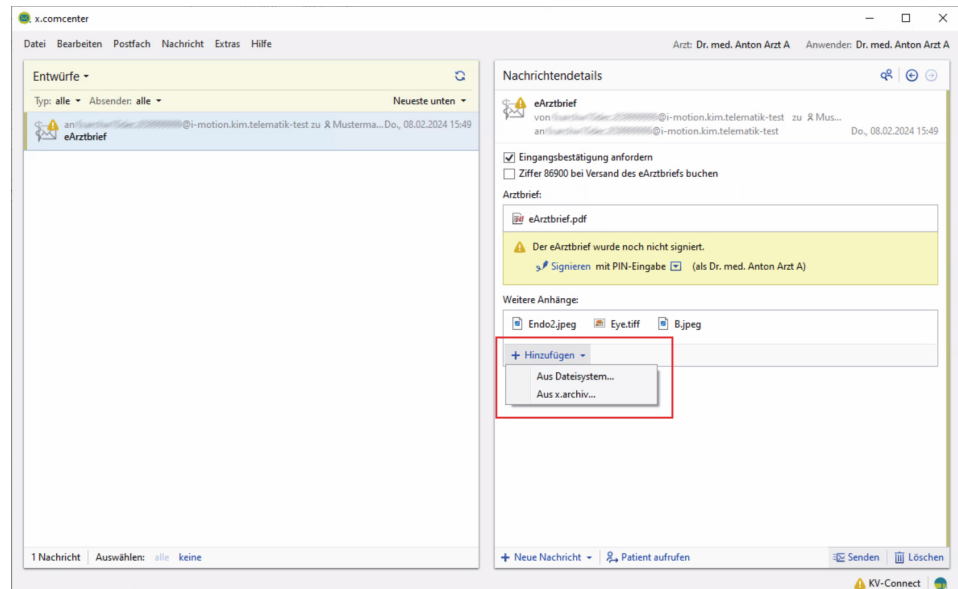 x.comcenter
Datei Bearbeiten Postfach Nachricht Extras Hilfe
Arzt: Dr. med. Anton Arzt A Anwender: Dr. med. Anton Arzt A
Entwürfe
Typ: alle Absender: alle Neueste unten
an @i-motion.kim.telematik-test zu Musterma...Do., 08.02.2024 15:49
eArztbrief
1 Nachricht Auswählen: alle keine
Nachrichtendetails
eArztbrief
von @i-motion.kim.telematik-test zu Mus...
an @i-motion.kim.telematik-test Do., 08.02.2024 15:49
Eingangsbestätigung anfordern
Ziffer 86900 bei Versand des eArztbriefs buchen
Arztbrief:
eArztbrief.pdf
Der eArztbrief wurde noch nicht signiert.
Signieren mit PIN-Eingabe (als Dr. med. Anton Arzt A)
Weitere Anhänge:
Endo2.jpeg Eye.tiff B.jpeg
+ Hinzufügen
Aus Dateisystem...
Aus x.archiv...
+ Neue Nachricht Patient aufrufen Senden Löschen
KV-Connect